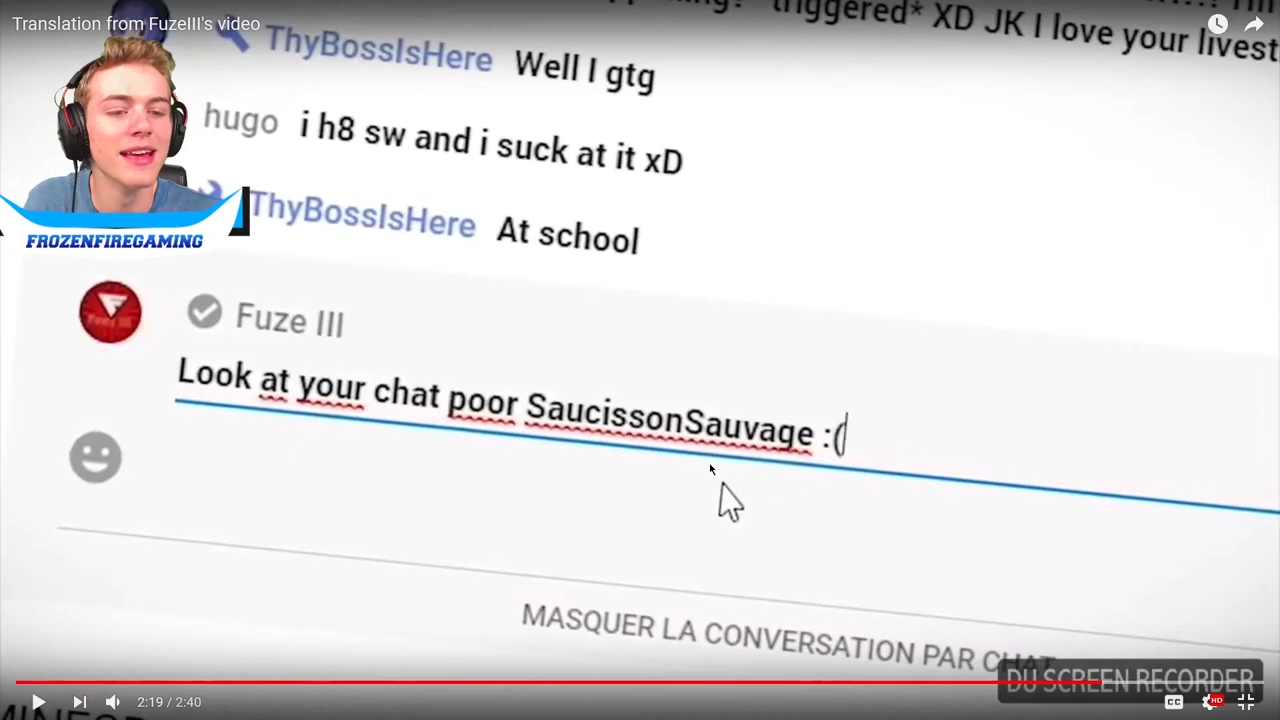 Translation from FuzeIII's video
triggered* XD JK I love your livest
ThyBossIsHere Well I gtg
hugo i h8 sw and i suck at it xD
ThyBossIsHere At school
FROZENFIREGAMING
Fuze III
Look at your chat poor SaucissonSauvage :(
MASQUER LA CONVERSATION PAR CHAT
DU SCREEN RECORDER
2:19 / 2:40
CC
HD